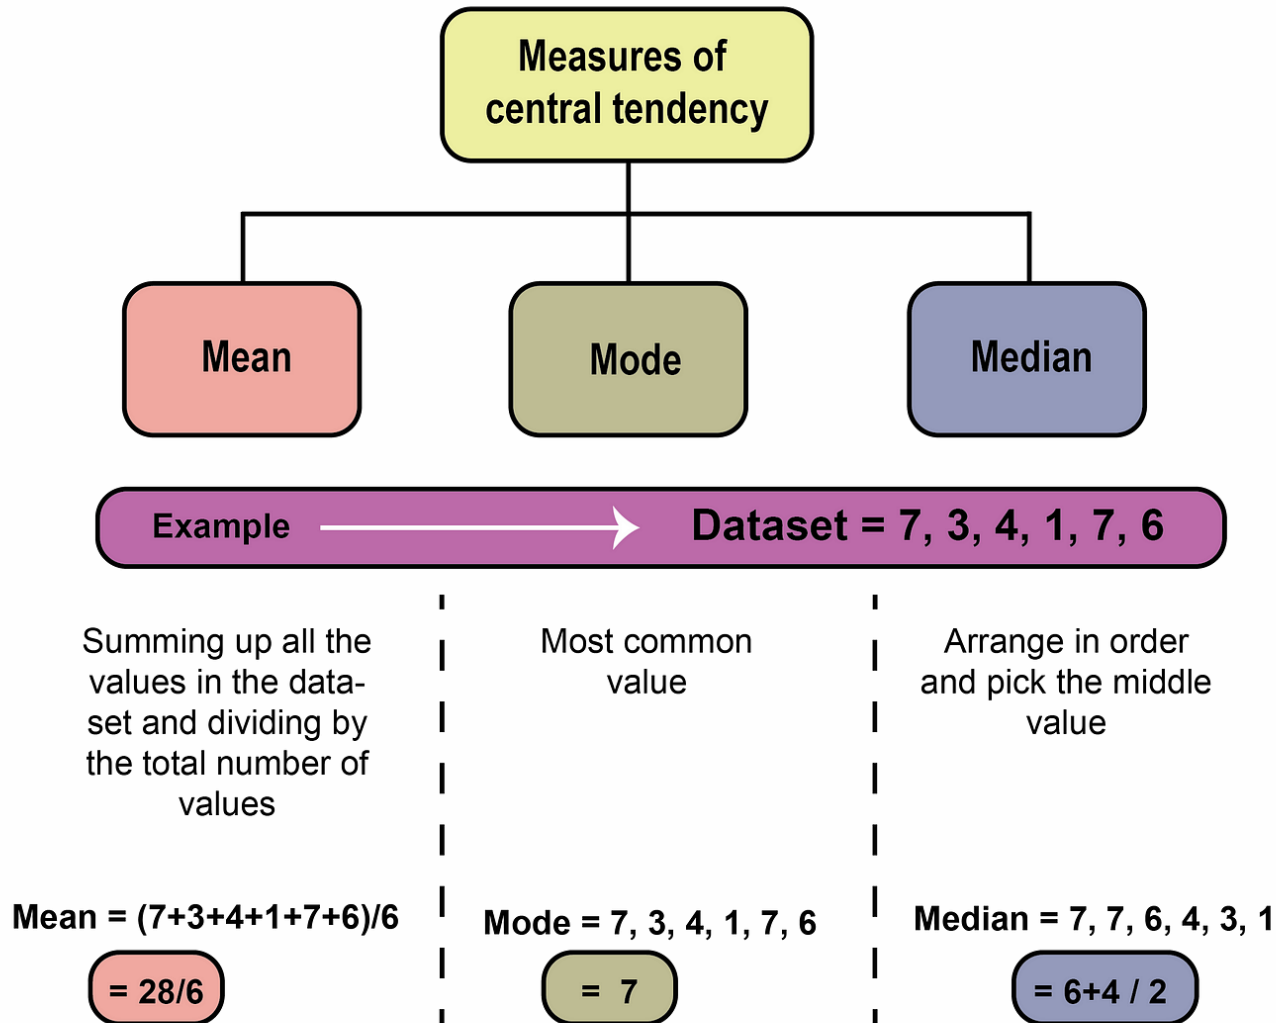 Measures of
central tendency
Mean
Mode
Median
Example
Dataset = 7, 3, 4, 1, 7, 6
Summing up all the
values in the data-
set and dividing by
the total number of
values
Mean = (7+3+4+1+7+6)/6
= 28/6
Most common
value
Mode = 7, 3, 4, 1, 7, 6
= 7
Arrange in order
and pick the middle
value
Median = 7, 7, 6, 4, 3, 1
= 6+4 / 2